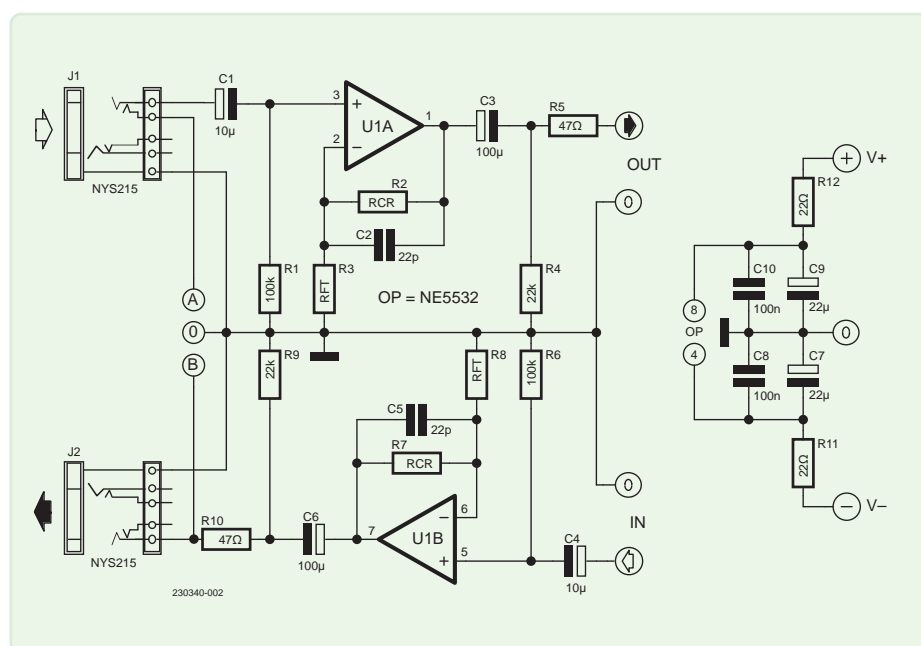 J1
NYS215
C1
10µ
3
+
2
−
U1A
1
C3
100µ
R5
47Ω
OUT
0
R2
RCR
C2
22p
R1
100k
R3
RFT
OP = NE5532
R4
22k
A
0
B
R9
22k
R8
RFT
R6
100k
C5
22p
R7
RCR
0
IN
J2
NYS215
R10
47Ω
C6
100µ
7
U1B
6
−
5
+
C4
10µ
230340-002
+
V+
R12
22Ω
C10
100n
C9
22µ
8
OP
4
0
C8
100n
C7
22µ
R11
22Ω
−
V−